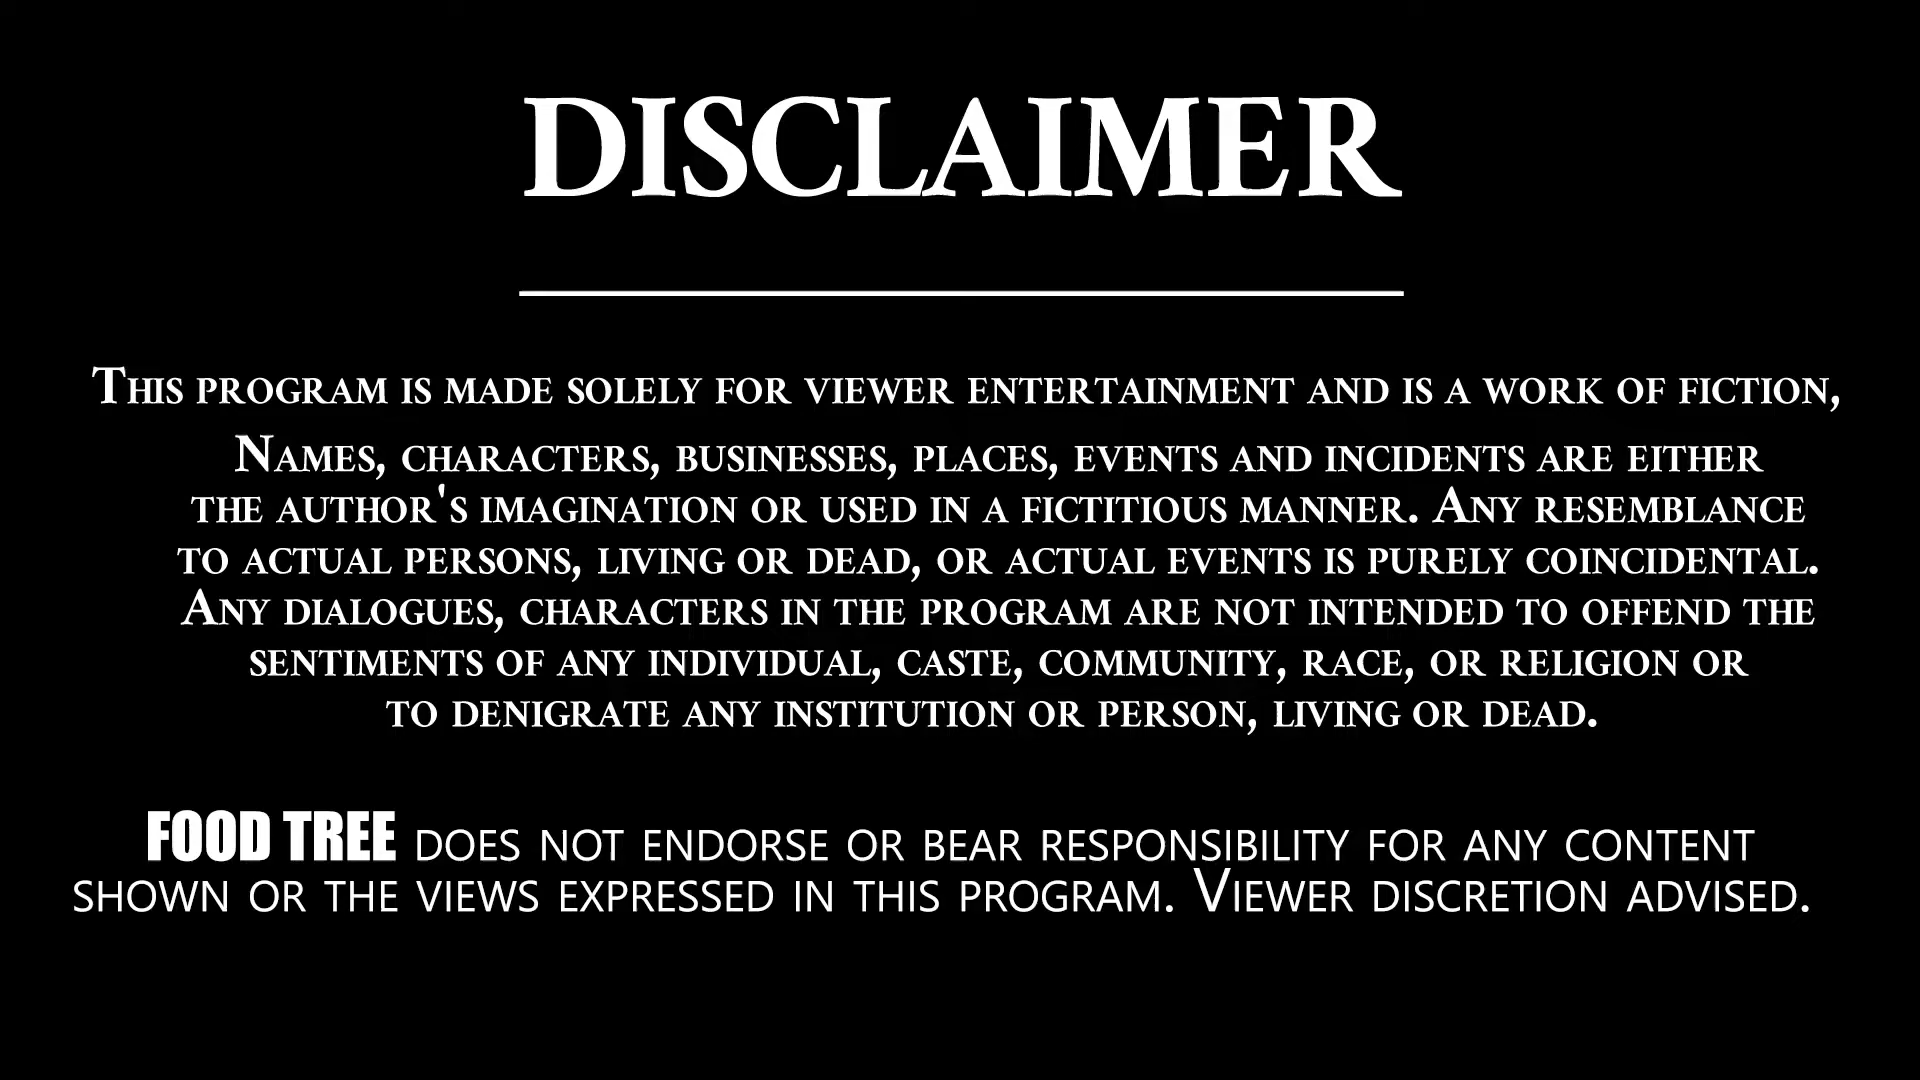 DISCLAIMER
This program is made solely for viewer entertainment and is a work of fiction,
Names, characters, businesses, places, events and incidents are either
the author's imagination or used in a fictitious manner. Any resemblance
to actual persons, living or dead, or actual events is purely coincidental.
Any dialogues, characters in the program are not intended to offend the
sentiments of any individual, caste, community, race, or religion or
to denigrate any institution or person, living or dead.
FOOD TREE does not endorse or bear responsibility for any content
shown or the views expressed in this program. Viewer discretion advised.